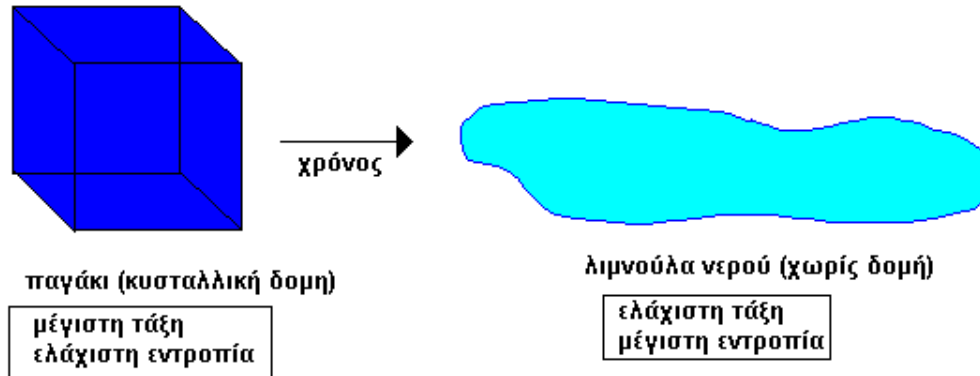 χρόνος
παγάκι (κυσταλλική δομη)
μέγιστη τάξη
ελάχιστη εντροπία
λιμνούλα νερού (χωρίς δομή)
ελάχιστη τάξη
μέγιστη εντροπία